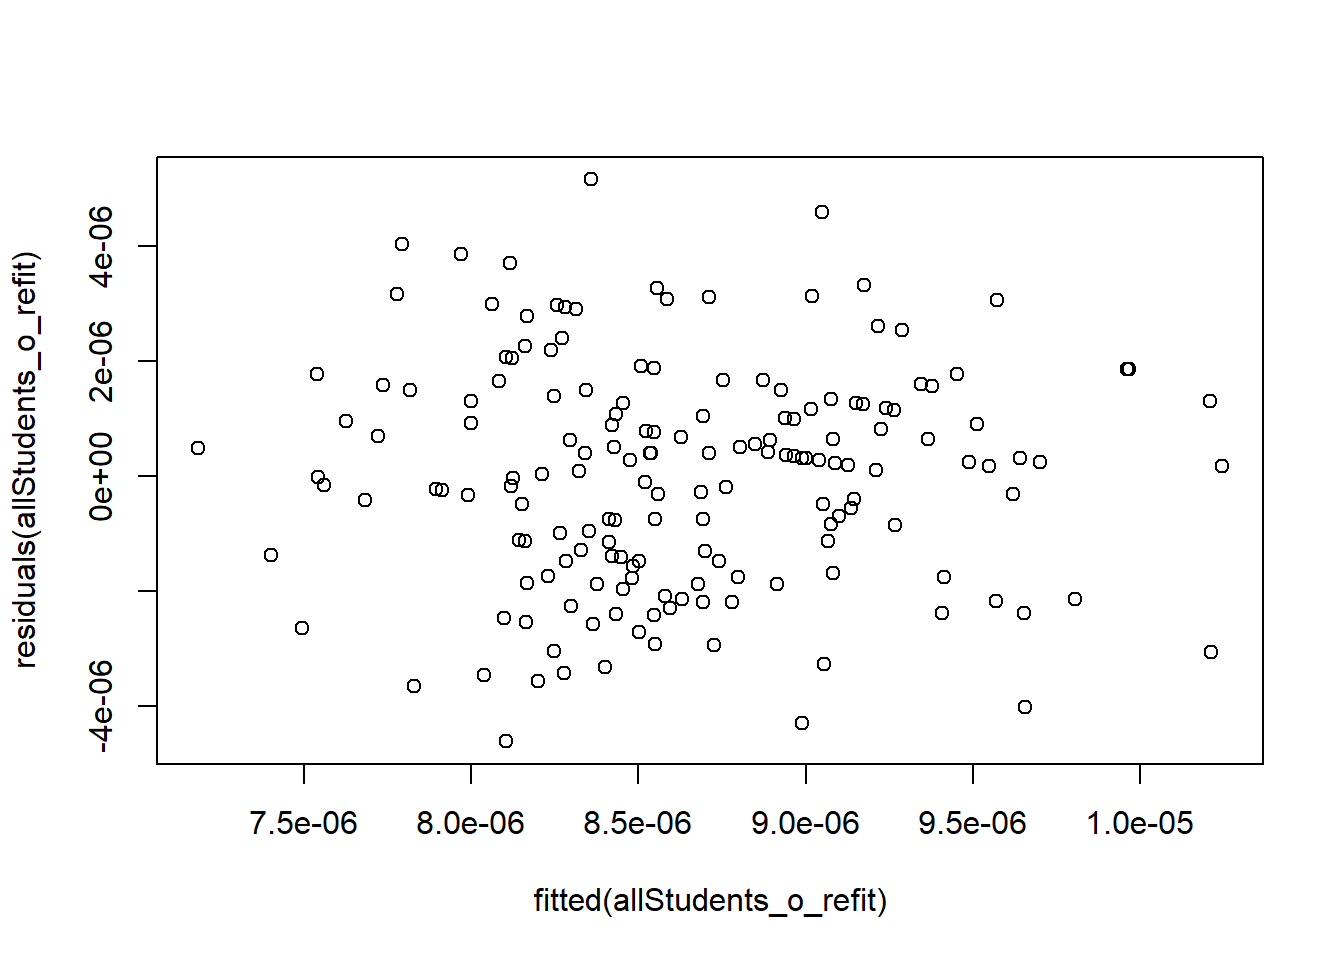 residuals(allStudents_o_refit)
4e-06
2e-06
0e+00
-4e-06
7.5e-06 8.0e-06 8.5e-06 9.0e-06 9.5e-06 1.0e-05
fitted(allStudents_o_refit)